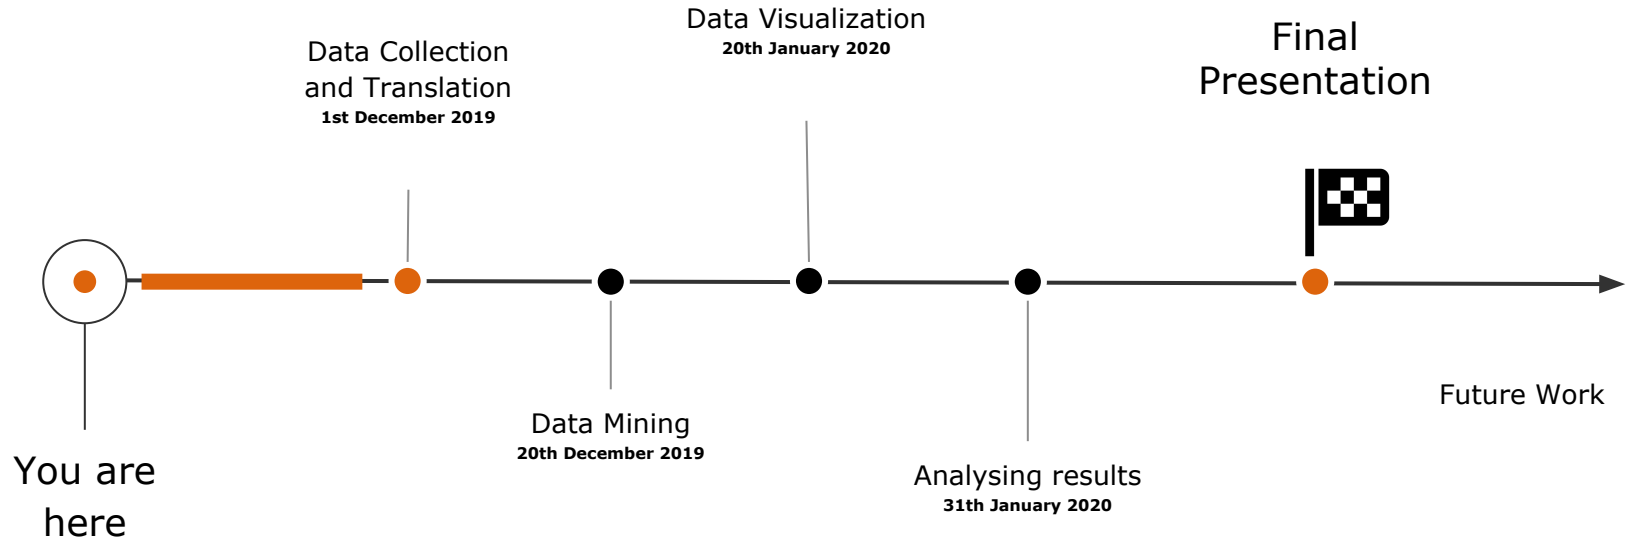 Data Visualization
20th January 2020
Data Collection
and Translation
1st December 2019
Final
Presentation
Future Work
Data Mining
20th December 2019
You are
here
Analysing results
31th January 2020